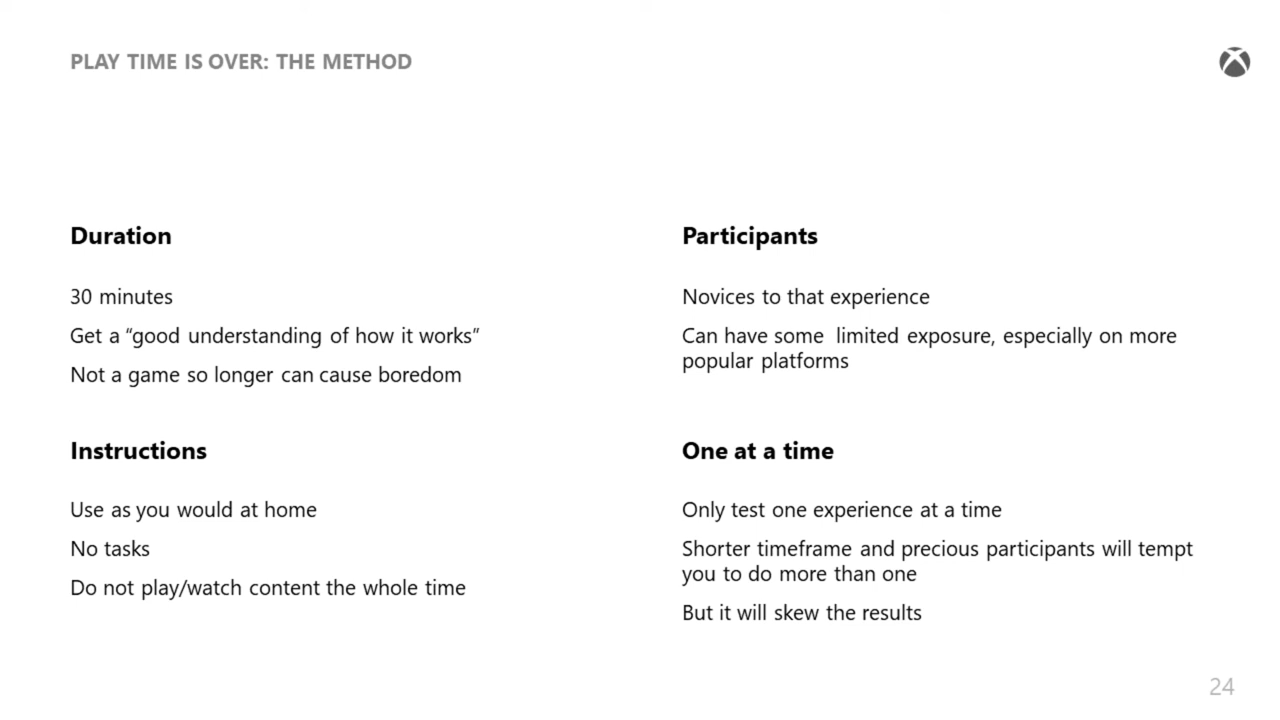 PLAY TIME IS OVER: THE METHOD
Duration
30 minutes
Get a “good understanding of how it works”
Not a game so longer can cause boredom
Participants
Novices to that experience
Can have some limited exposure, especially on more
popular platforms
Instructions
Use as you would at home
No tasks
Do not play/watch content the whole time
One at a time
Only test one experience at a time
Shorter timeframe and precious participants will tempt
you to do more than one
But it will skew the results
24